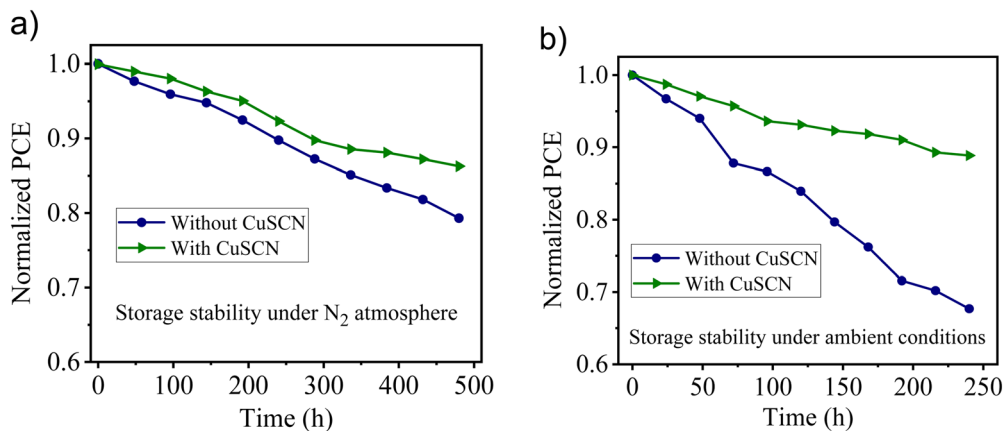 a)
Normalized PCE
1.0
0.9
0.8
0.7
0.6
Without CuSCN
With CuSCN
Storage stability under N₂ atmosphere
0 100 200 300 400 500
Time (h)
b)
Normalized PCE
1.0
0.9
0.8
0.7
0.6
Without CuSCN
With CuSCN
Storage stability under ambient conditions
0 50 100 150 200 250
Time (h)